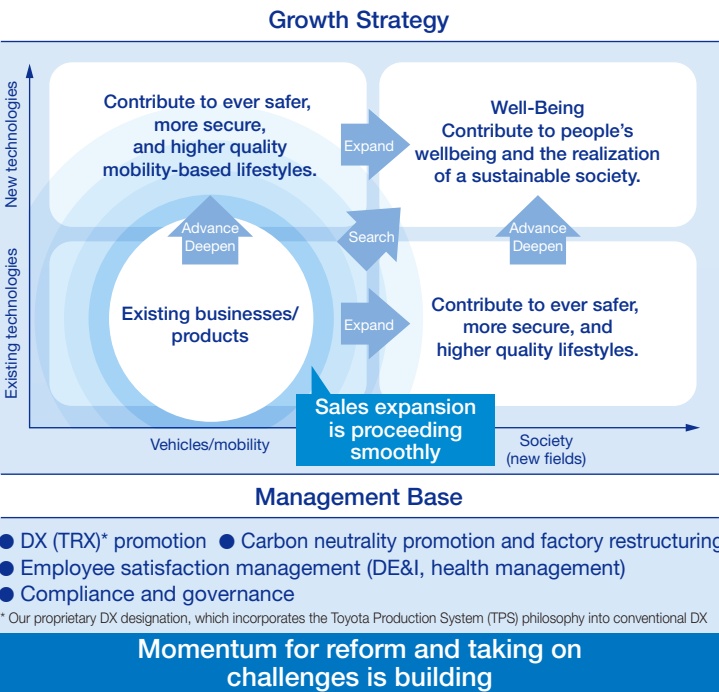 Growth Strategy
New technologies
Existing technologies
Contribute to ever safer,
more secure,
and higher quality
mobility-based lifestyles.
Expand
Well-Being
Contribute to people's
wellbeing and the realization
of a sustainable society.
Advance
Deepen
Search
Advance
Deepen
Existing businesses/
products
Expand
Contribute to ever safer,
more secure, and
higher quality lifestyles.
Sales expansion
is proceeding
smoothly
Vehicles/mobility
Society
(new fields)
Management Base
● DX (TRX)* promotion ● Carbon neutrality promotion and factory restructuring
● Employee satisfaction management (DE&I, health management)
● Compliance and governance
* Our proprietary DX designation, which incorporates the Toyota Production System (TPS) philosophy into conventional DX
Momentum for reform and taking on
challenges is building